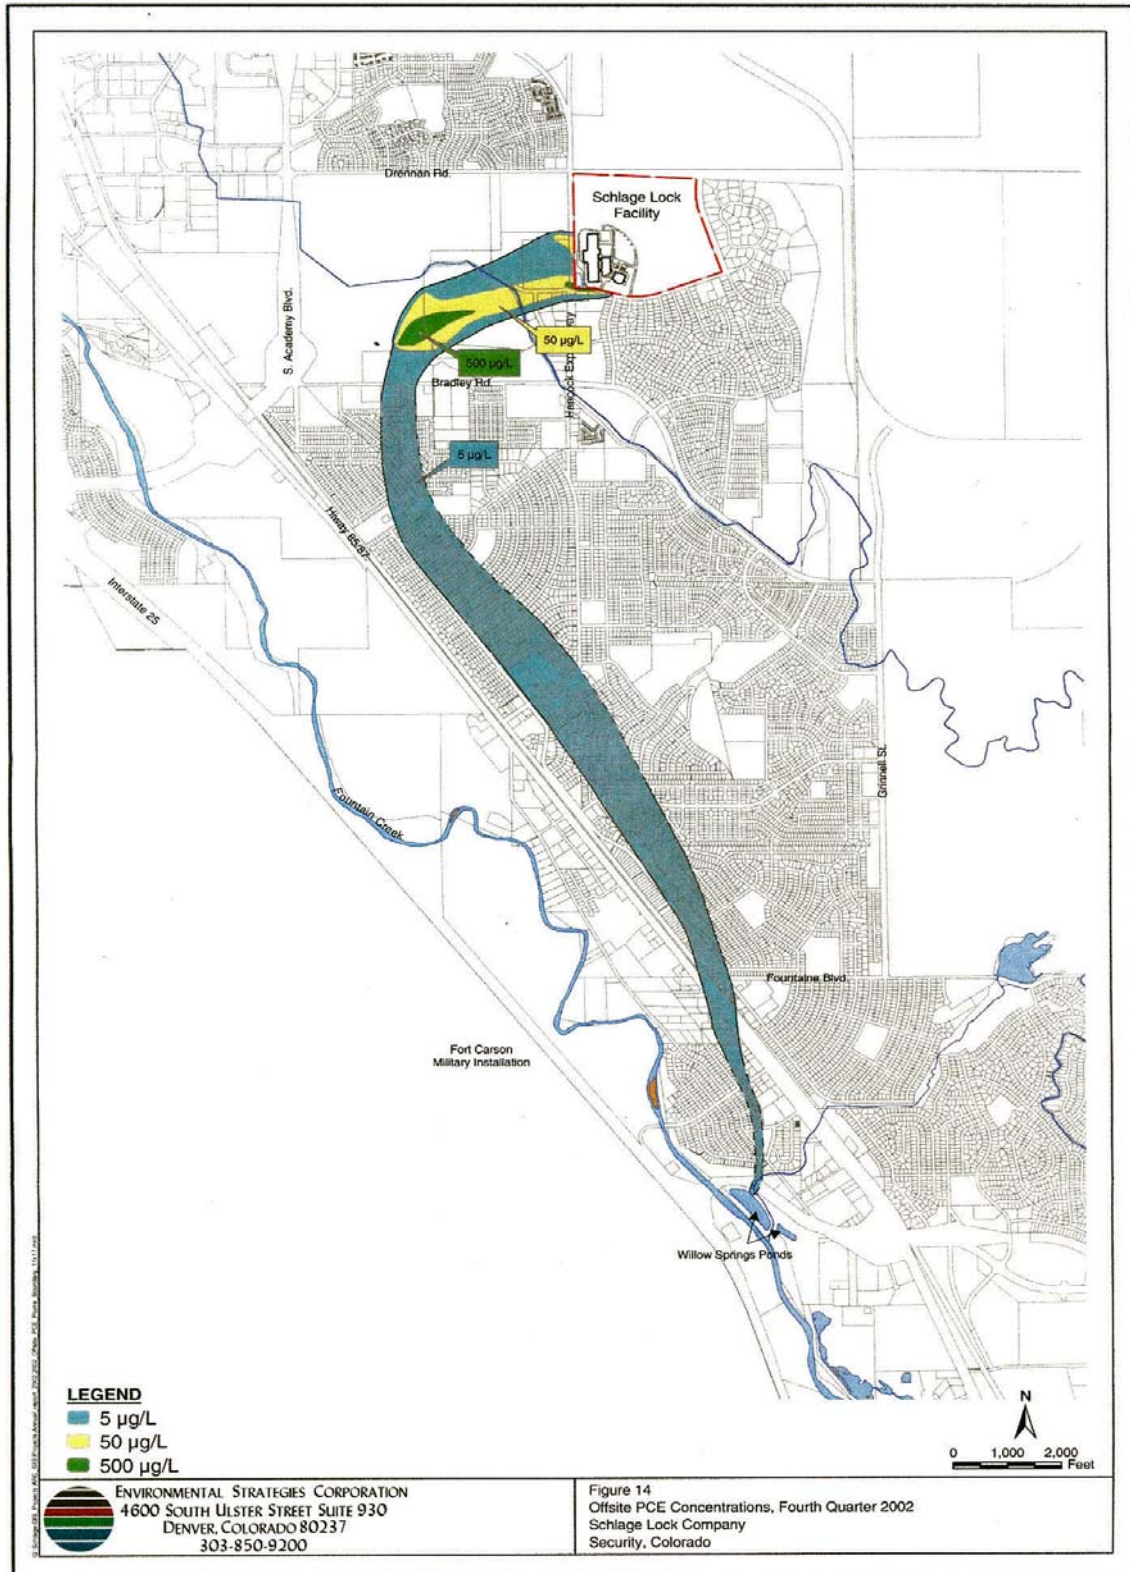 Drennan Rd.
Schlage Lock
Facility
S. Academy Blvd.
50 µg/L
500 µg/L
Bradley Rd.
5 µg/L
Hiway 85/87
Interstate 25
Grinnell St.
Fountain Creek
Fountaine Blvd.
Fort Carson
Military Installation
Willow Springs Ponds
LEGEND
5 µg/L
50 µg/L
500 µg/L
N
0 1,000 2,000
Feet
ENVIRONMENTAL STRATEGIES CORPORATION
4600 SOUTH ULSTER STREET SUITE 930
DENVER, COLORADO 80237
303-850-9200
Figure 14
Offsite PCE Concentrations, Fourth Quarter 2002
Schlage Lock Company
Security, Colorado